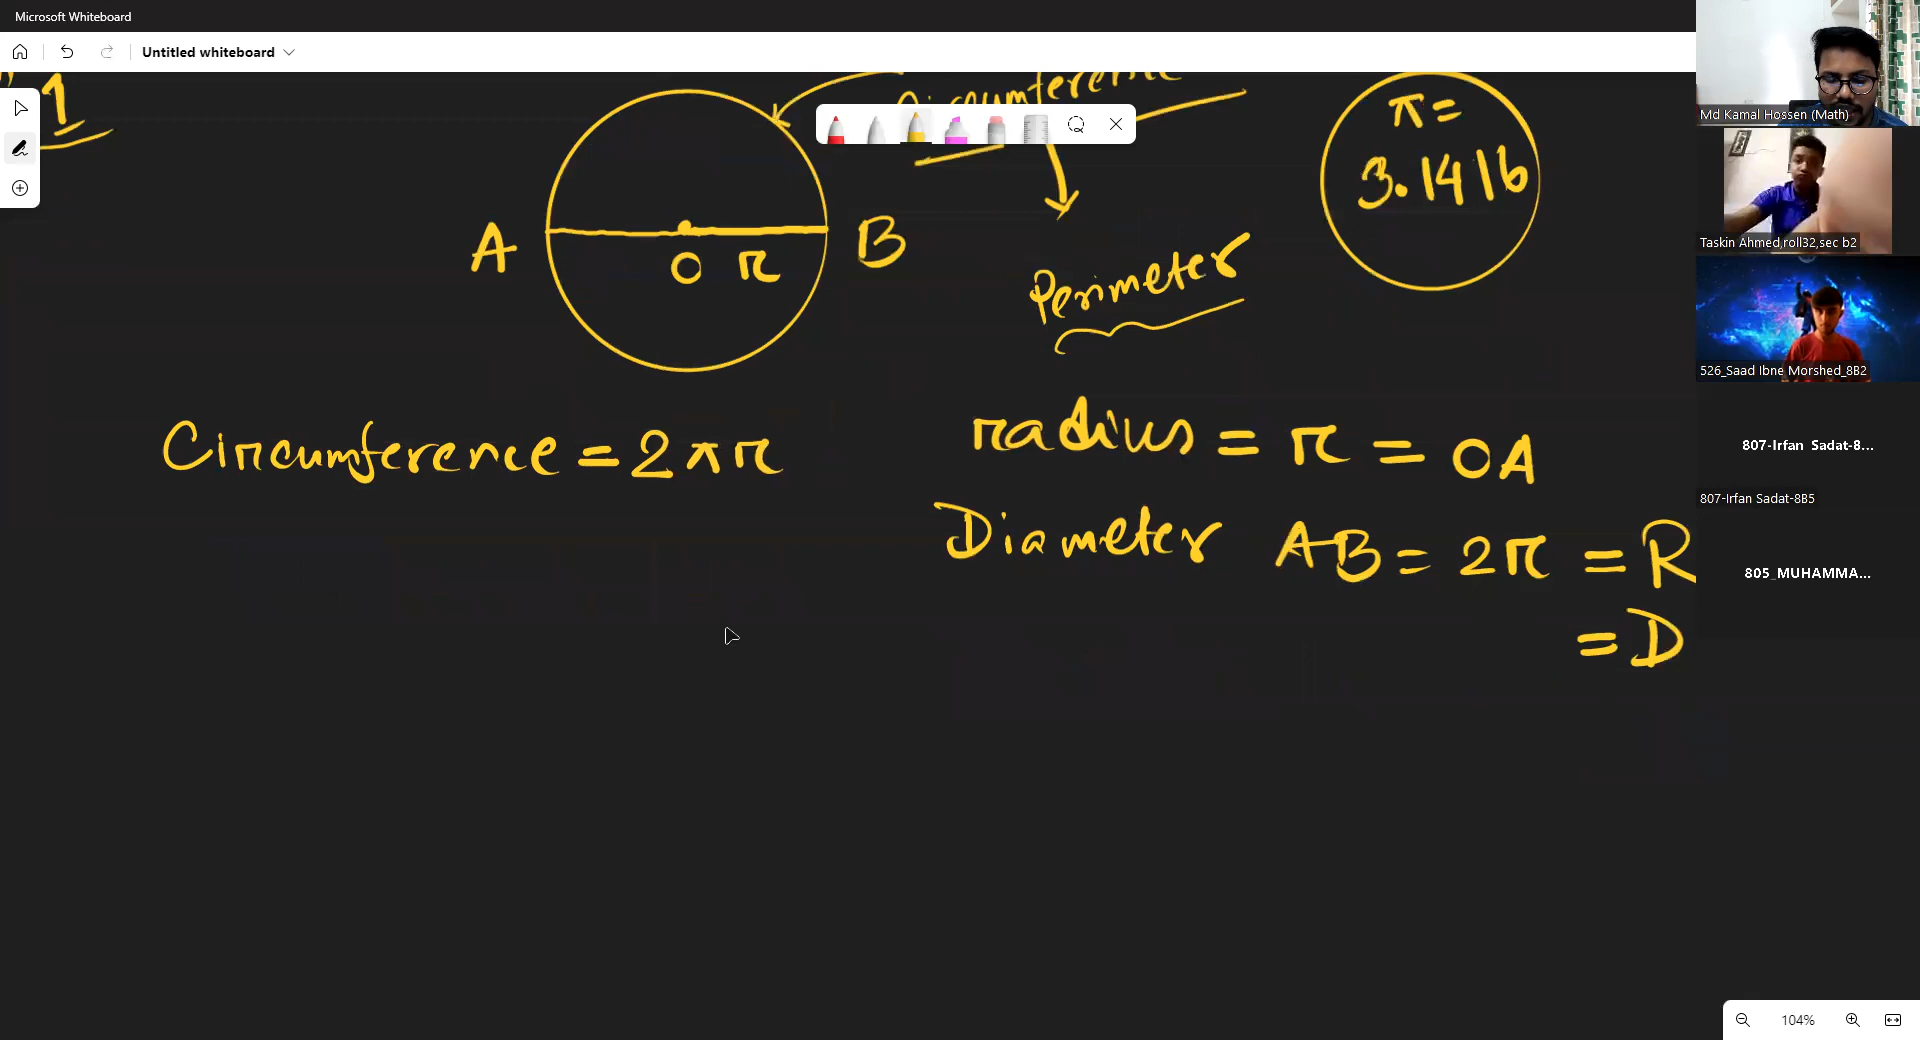 Microsoft Whiteboard
Untitled whiteboard
1
Circumference
π=
3.1416
A
O r
B
Perimeter
Circumference = 2πr
radius = r = OA
Diameter AB = 2r = R
= D
Md Kamal Hossen (Math)
Taskin Ahmed,roll32,sec b2
526_Saad Ibne Morshed_8B2
807-Irfan Sadat-8...
807-Irfan Sadat-8B5
805_MUHAMMA...
104%